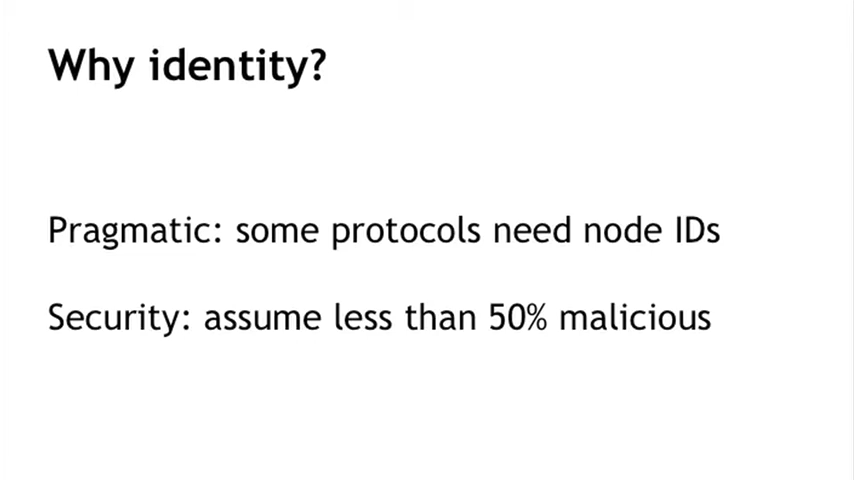 Why identity?
Pragmatic: some protocols need node IDs
Security: assume less than 50% malicious